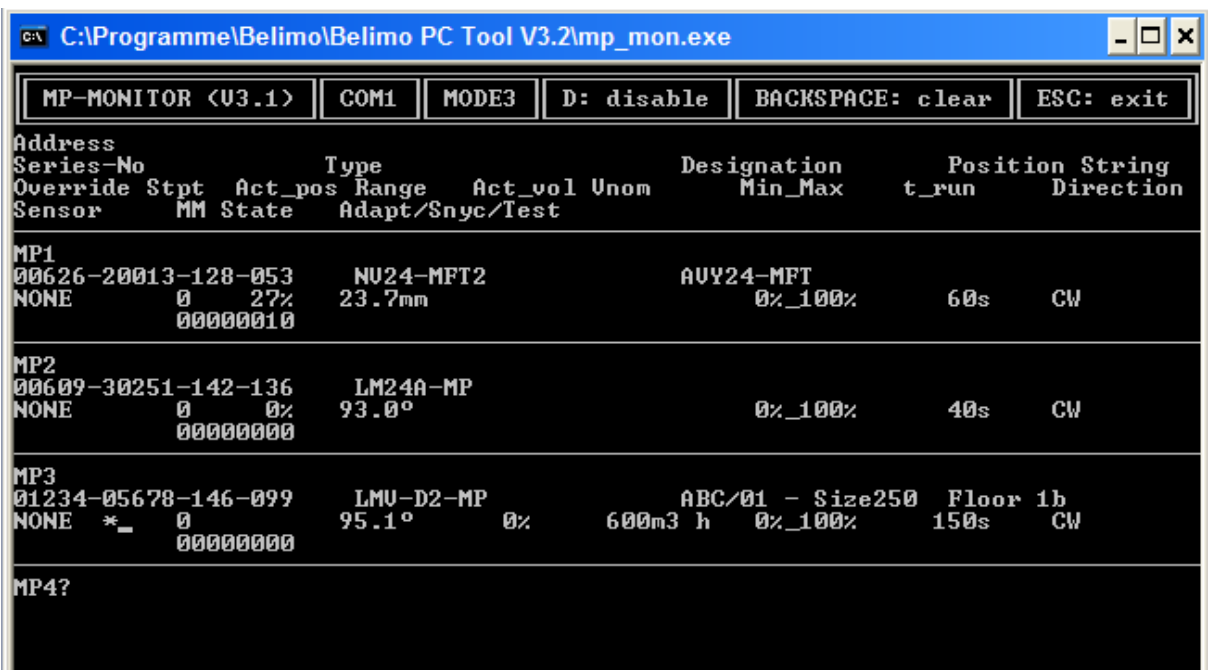 C:\Programme\Belimo\Belimo PC Tool V3.2\mp_mon.exe
MP-MONITOR (V3.1) COM1 MODE3 D: disable BACKSPACE: clear ESC: exit
Address
Series-No Type Designation Position String
Override Stpt Act_pos Range Act_vol Vnom Min_Max t_run Direction
Sensor MM State Adapt/Snyc/Test
MP1
00626-20013-128-053 NV24-MFT2 AVY24-MFT
NONE 0 27% 23.7mm 0%_100% 60s CW
00000010
MP2
00609-30251-142-136 LM24A-MP
NONE 0 0% 93.0º 0%_100% 40s CW
00000000
MP3
01234-05678-146-099 LMV-D2-MP ABC/01 - Size250 Floor 1b
NONE *_ 0 95.1º 0% 600m3 h 0%_100% 150s CW
00000000
MP4?